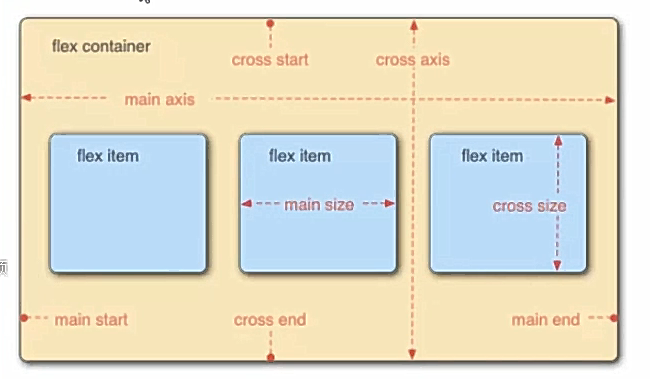 flex container
cross start
cross axis
main axis
flex item
flex item
flex item
main size
cross size
main start
cross end
main end